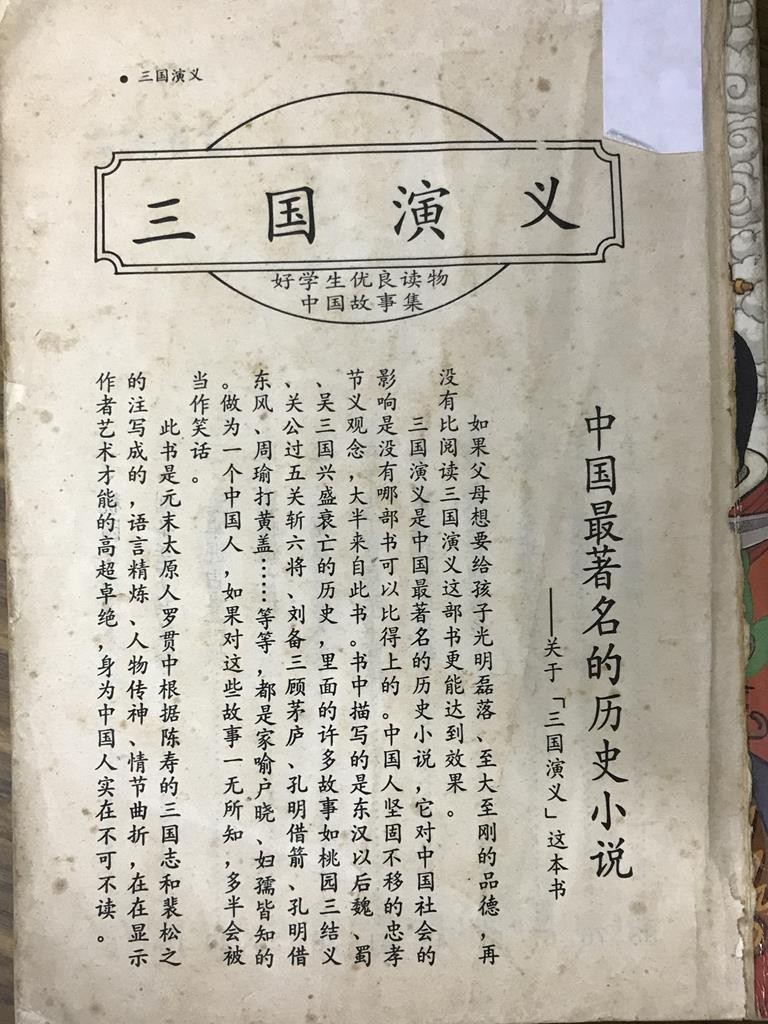 ● 三国演义
三国演义
好学生优良读物
中国故事集
中国最著名的历史小说
——关于「三国演义」这本书
如果父母想要给孩子光明磊落、至大至刚的品德，再
没有比阅读三国演义这部书更能达到效果。
三国演义是中国最著名的历史小说，它对中国社会的
影响是没有哪部书可以比得上的。中国人坚固不移的忠孝
节义观念，大半来自此书。书中描写的是东汉以后魏、蜀
、吴三国兴盛衰亡的历史，里面的许多故事如桃园三结义
、关公过五关斩六将、刘备三顾茅庐、孔明借箭、孔明借
东风、周瑜打黄盖……等等，都是家喻户晓、妇孺皆知的
。做为一个中国人，如果对这些故事一无所知，多半会被
当作笑话。
此书是元末太原人罗贯中根据陈寿的三国志和裴松之
的注写成的，语言精炼、人物传神、情节曲折，在在显示
作者艺术才能的高超卓绝，身为中国人实在不可不读。